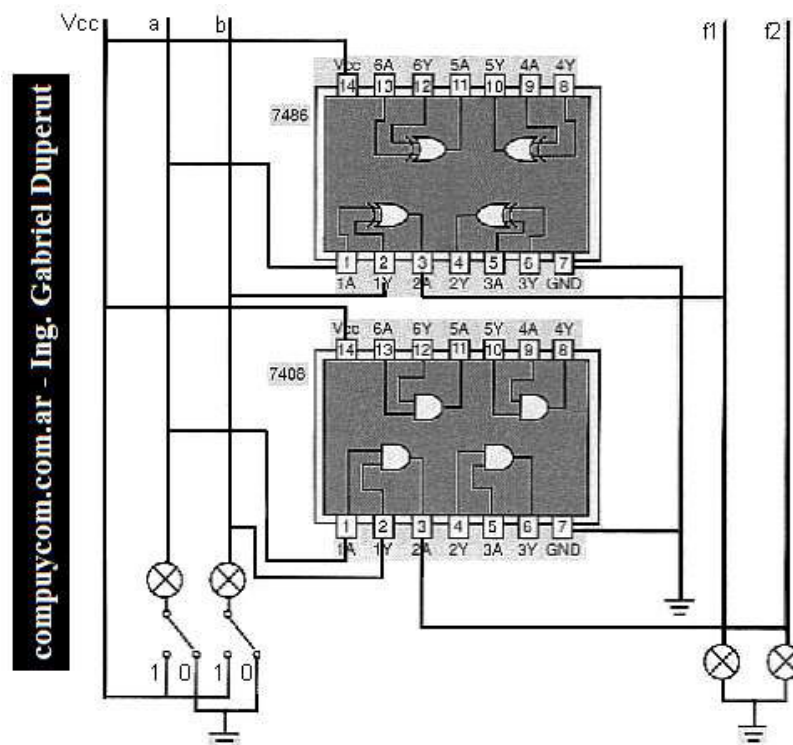 Vcc a b f1 f2
compuycom.com.ar - Ing. Gabriel Duperut
Vcc 6A 6Y 5A 5Y 4A 4Y
14 13 12 11 10 9 8
7486
1 2 3 4 5 6 7
1A 1Y 2A 2Y 3A 3Y GND
Vcc 6A 6Y 5A 5Y 4A 4Y
14 13 12 11 10 9 8
7408
1 2 3 4 5 6 7
1A 1Y 2A 2Y 3A 3Y GND
1 0 1 0